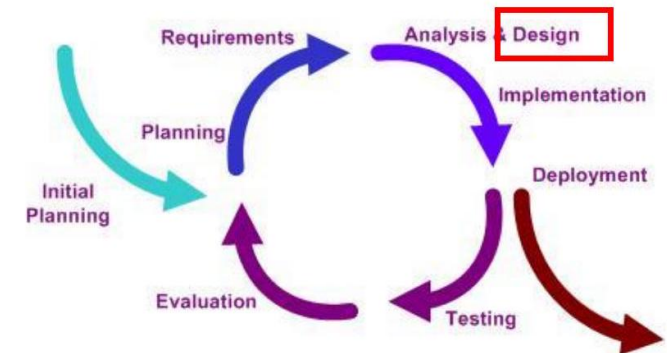 Requirements
Analysis & Design
Implementation
Planning
Deployment
Initial
Planning
Evaluation
Testing